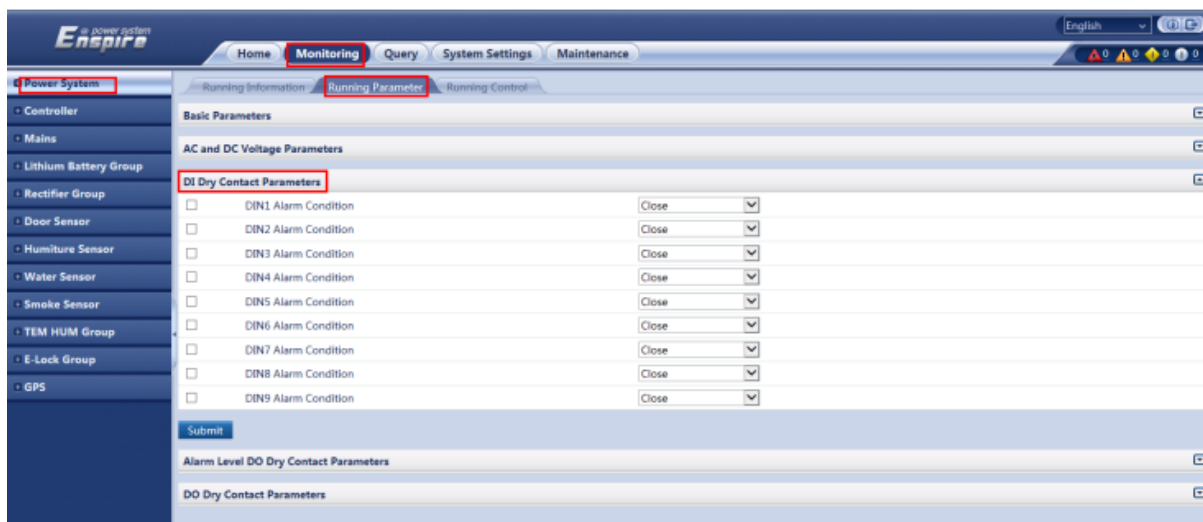 e power system
Enspire
English
Home Monitoring Query System Settings Maintenance
0 0 0 0
Power System
Controller
Mains
Lithium Battery Group
Rectifier Group
Door Sensor
Humiture Sensor
Water Sensor
Smoke Sensor
TEM HUM Group
E-Lock Group
GPS
Running Information Running Parameter Running Control
Basic Parameters
AC and DC Voltage Parameters
DI Dry Contact Parameters
DIN1 Alarm Condition Close
DIN2 Alarm Condition Close
DIN3 Alarm Condition Close
DIN4 Alarm Condition Close
DIN5 Alarm Condition Close
DIN6 Alarm Condition Close
DIN7 Alarm Condition Close
DIN8 Alarm Condition Close
DIN9 Alarm Condition Close
Submit
Alarm Level DO Dry Contact Parameters
DO Dry Contact Parameters